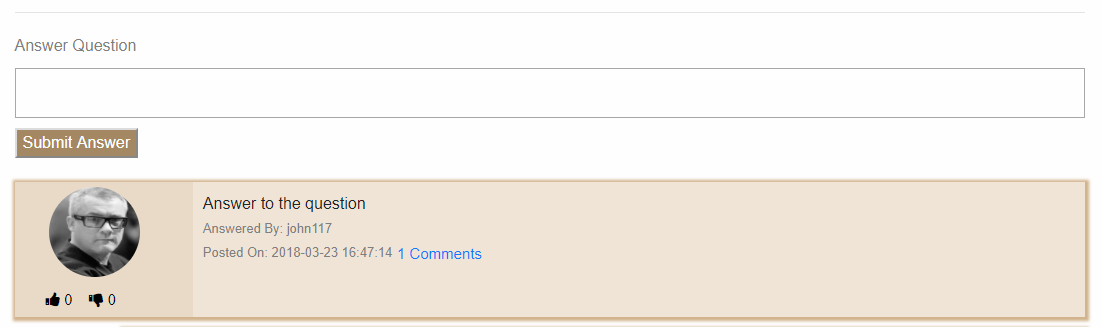 Answer Question
Submit Answer
Answer to the question
Answered By: john117
Posted On: 2018-03-23 16:47:14 1 Comments
0 0